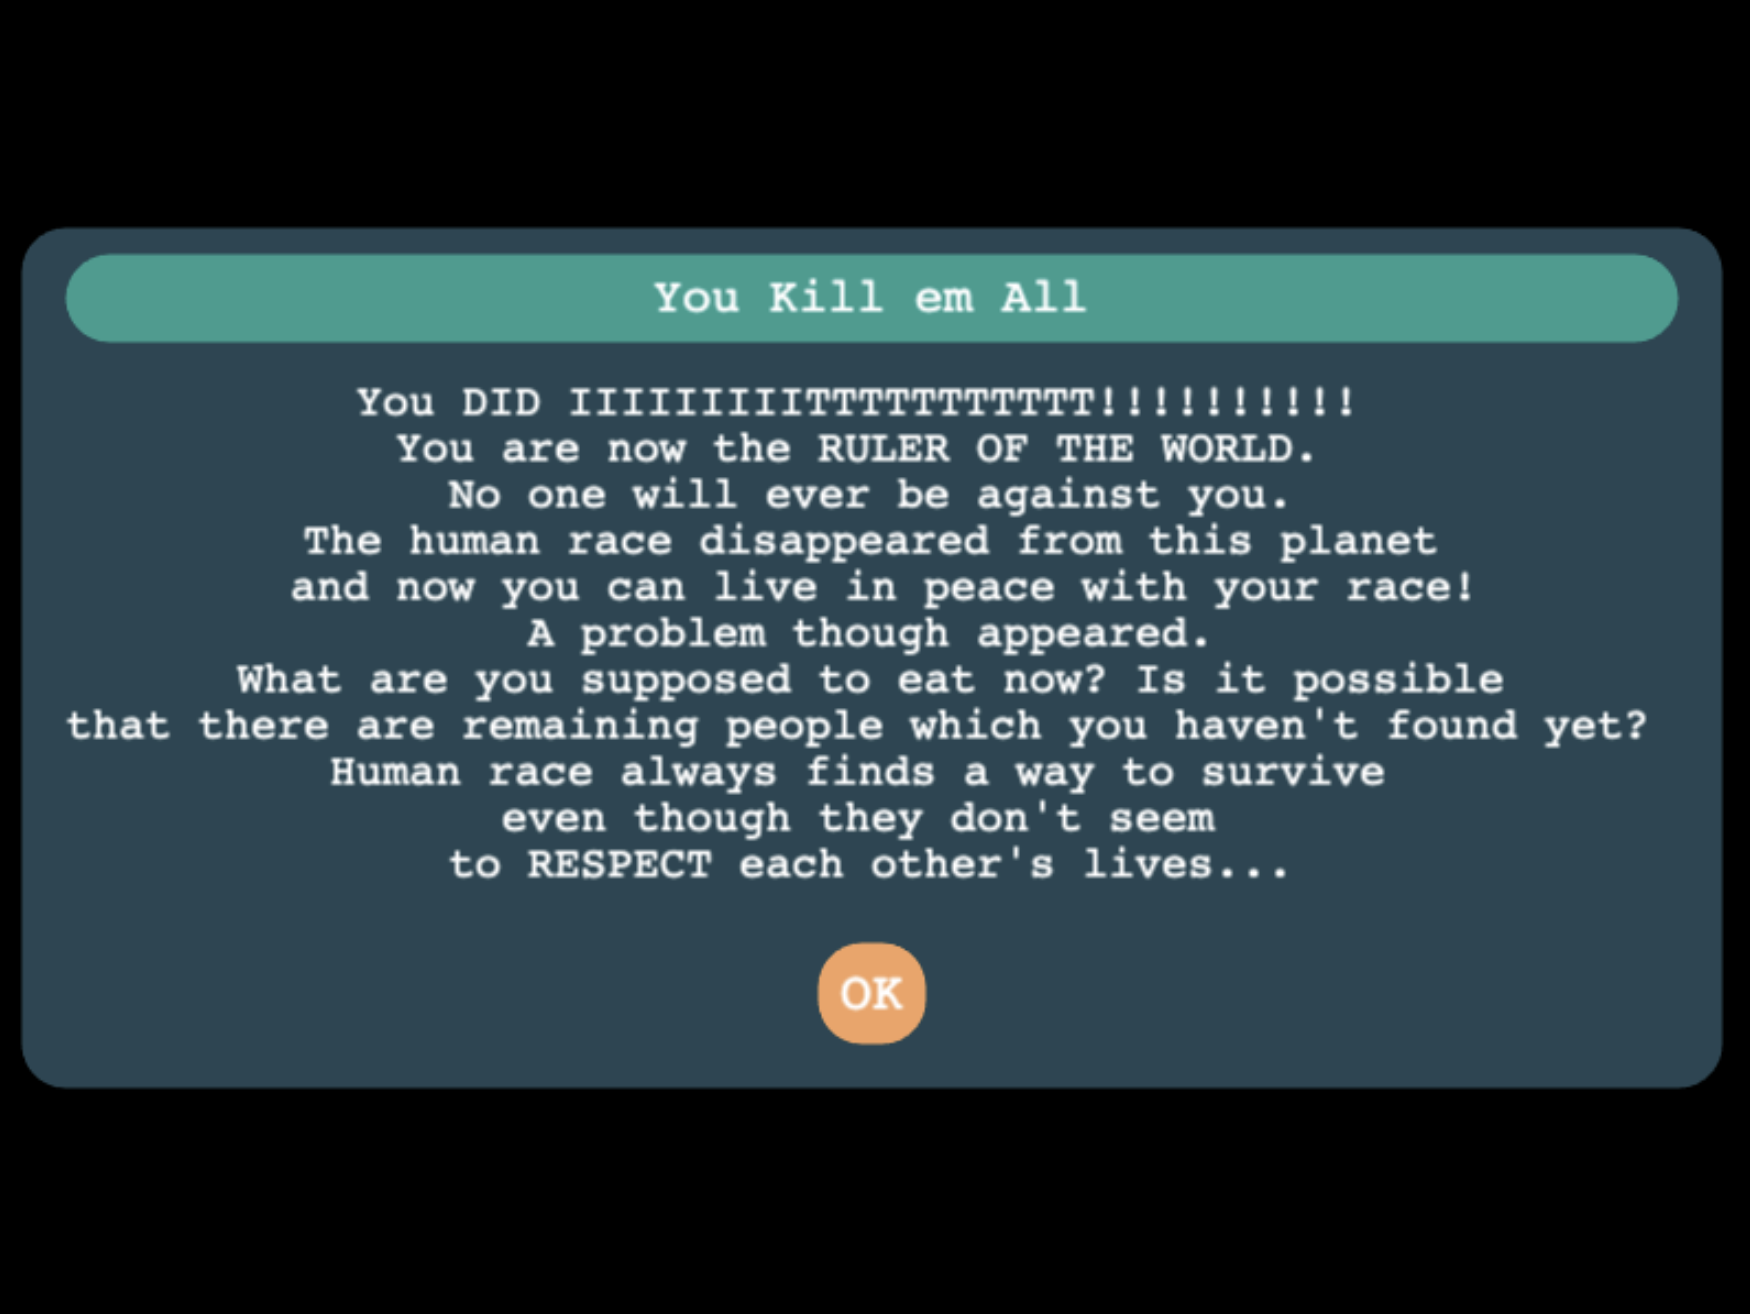 You Kill em All
You DID IIIIIIIIITTTTTTTTTTT!!!!!!!!!!
You are now the RULER OF THE WORLD.
No one will ever be against you.
The human race disappeared from this planet
and now you can live in peace with your race!
A problem though appeared.
What are you supposed to eat now? Is it possible
that there are remaining people which you haven't found yet?
Human race always finds a way to survive
even though they don't seem
to RESPECT each other's lives...
OK